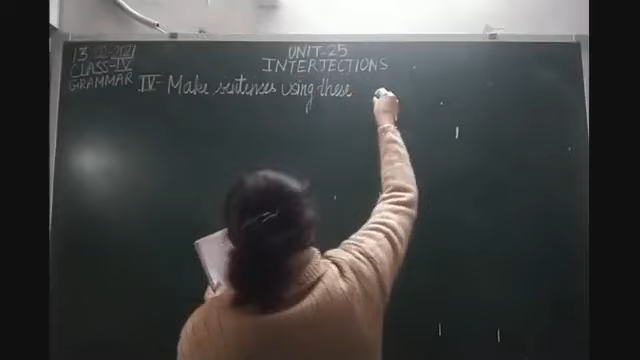 UNIT-25
CLASS-IV
INTERJECTIONS
GRAMMAR
IV- Make sentences using these